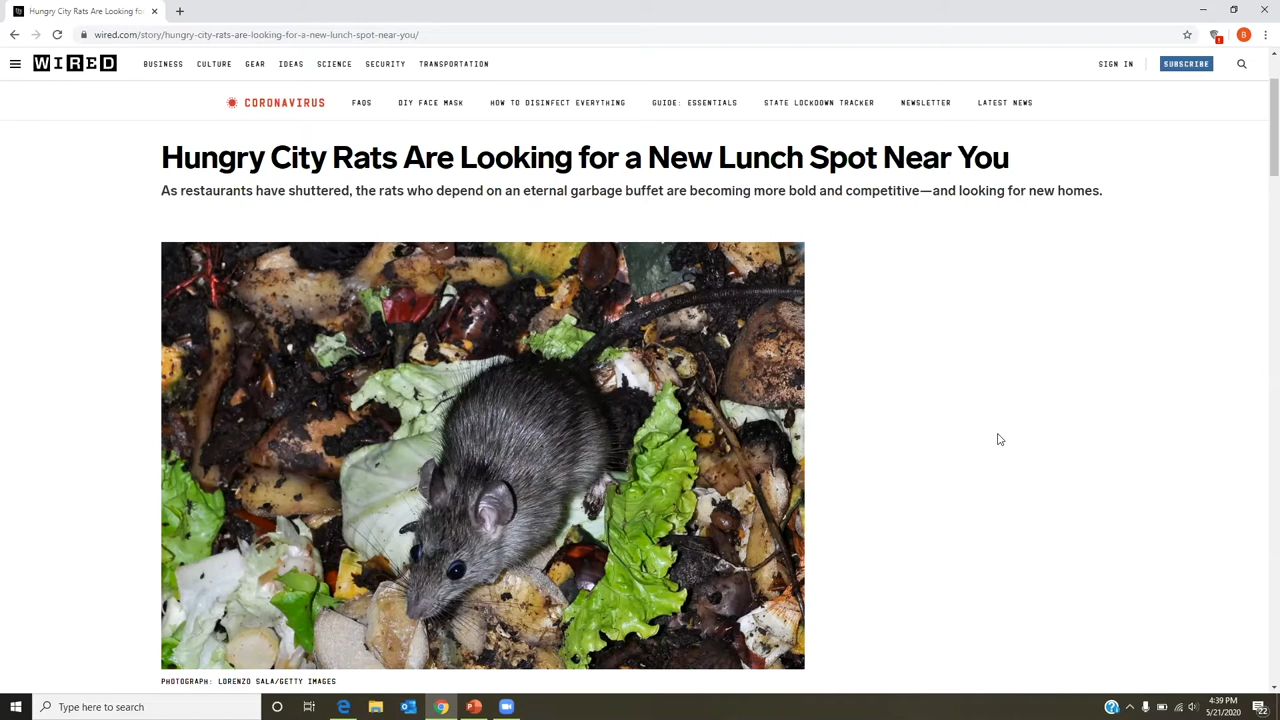 Hungry City Rats Are Looking for
wired.com/story/hungry-city-rats-are-looking-for-a-new-lunch-spot-near-you/
B
WIRED BUSINESS CULTURE GEAR IDEAS SCIENCE SECURITY TRANSPORTATION SIGN IN SUBSCRIBE
CORONAVIRUS FAQS DIY FACE MASK HOW TO DISINFECT EVERYTHING GUIDE: ESSENTIALS STATE LOCKDOWN TRACKER NEWSLETTER LATEST NEWS
Hungry City Rats Are Looking for a New Lunch Spot Near You
As restaurants have shuttered, the rats who depend on an eternal garbage buffet are becoming more bold and competitive—and looking for new homes.
PHOTOGRAPH: LORENZO SALA/GETTY IMAGES
Type here to search
4:39 PM
5/21/2020
22